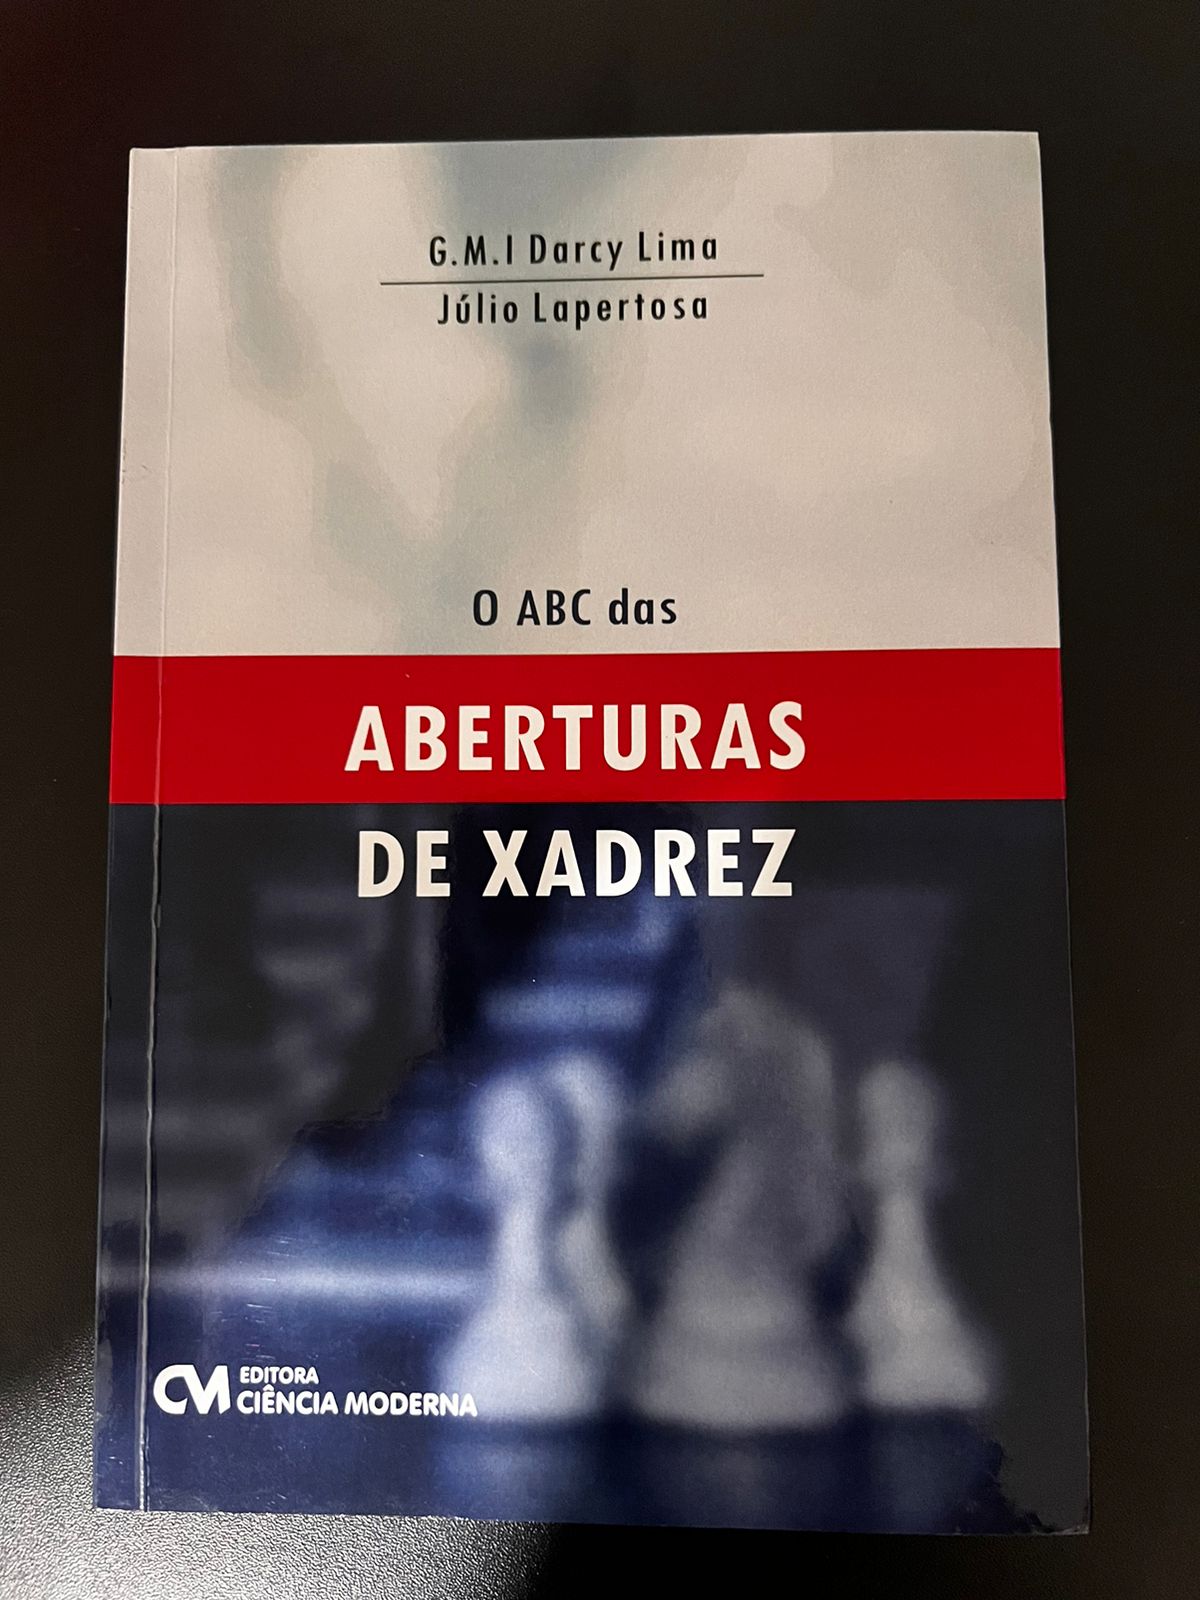 G.M.I Darcy Lima
Júlio Lapertosa
O ABC das
ABERTURAS
DE XADREZ
CM EDITORA
CIÊNCIA MODERNA